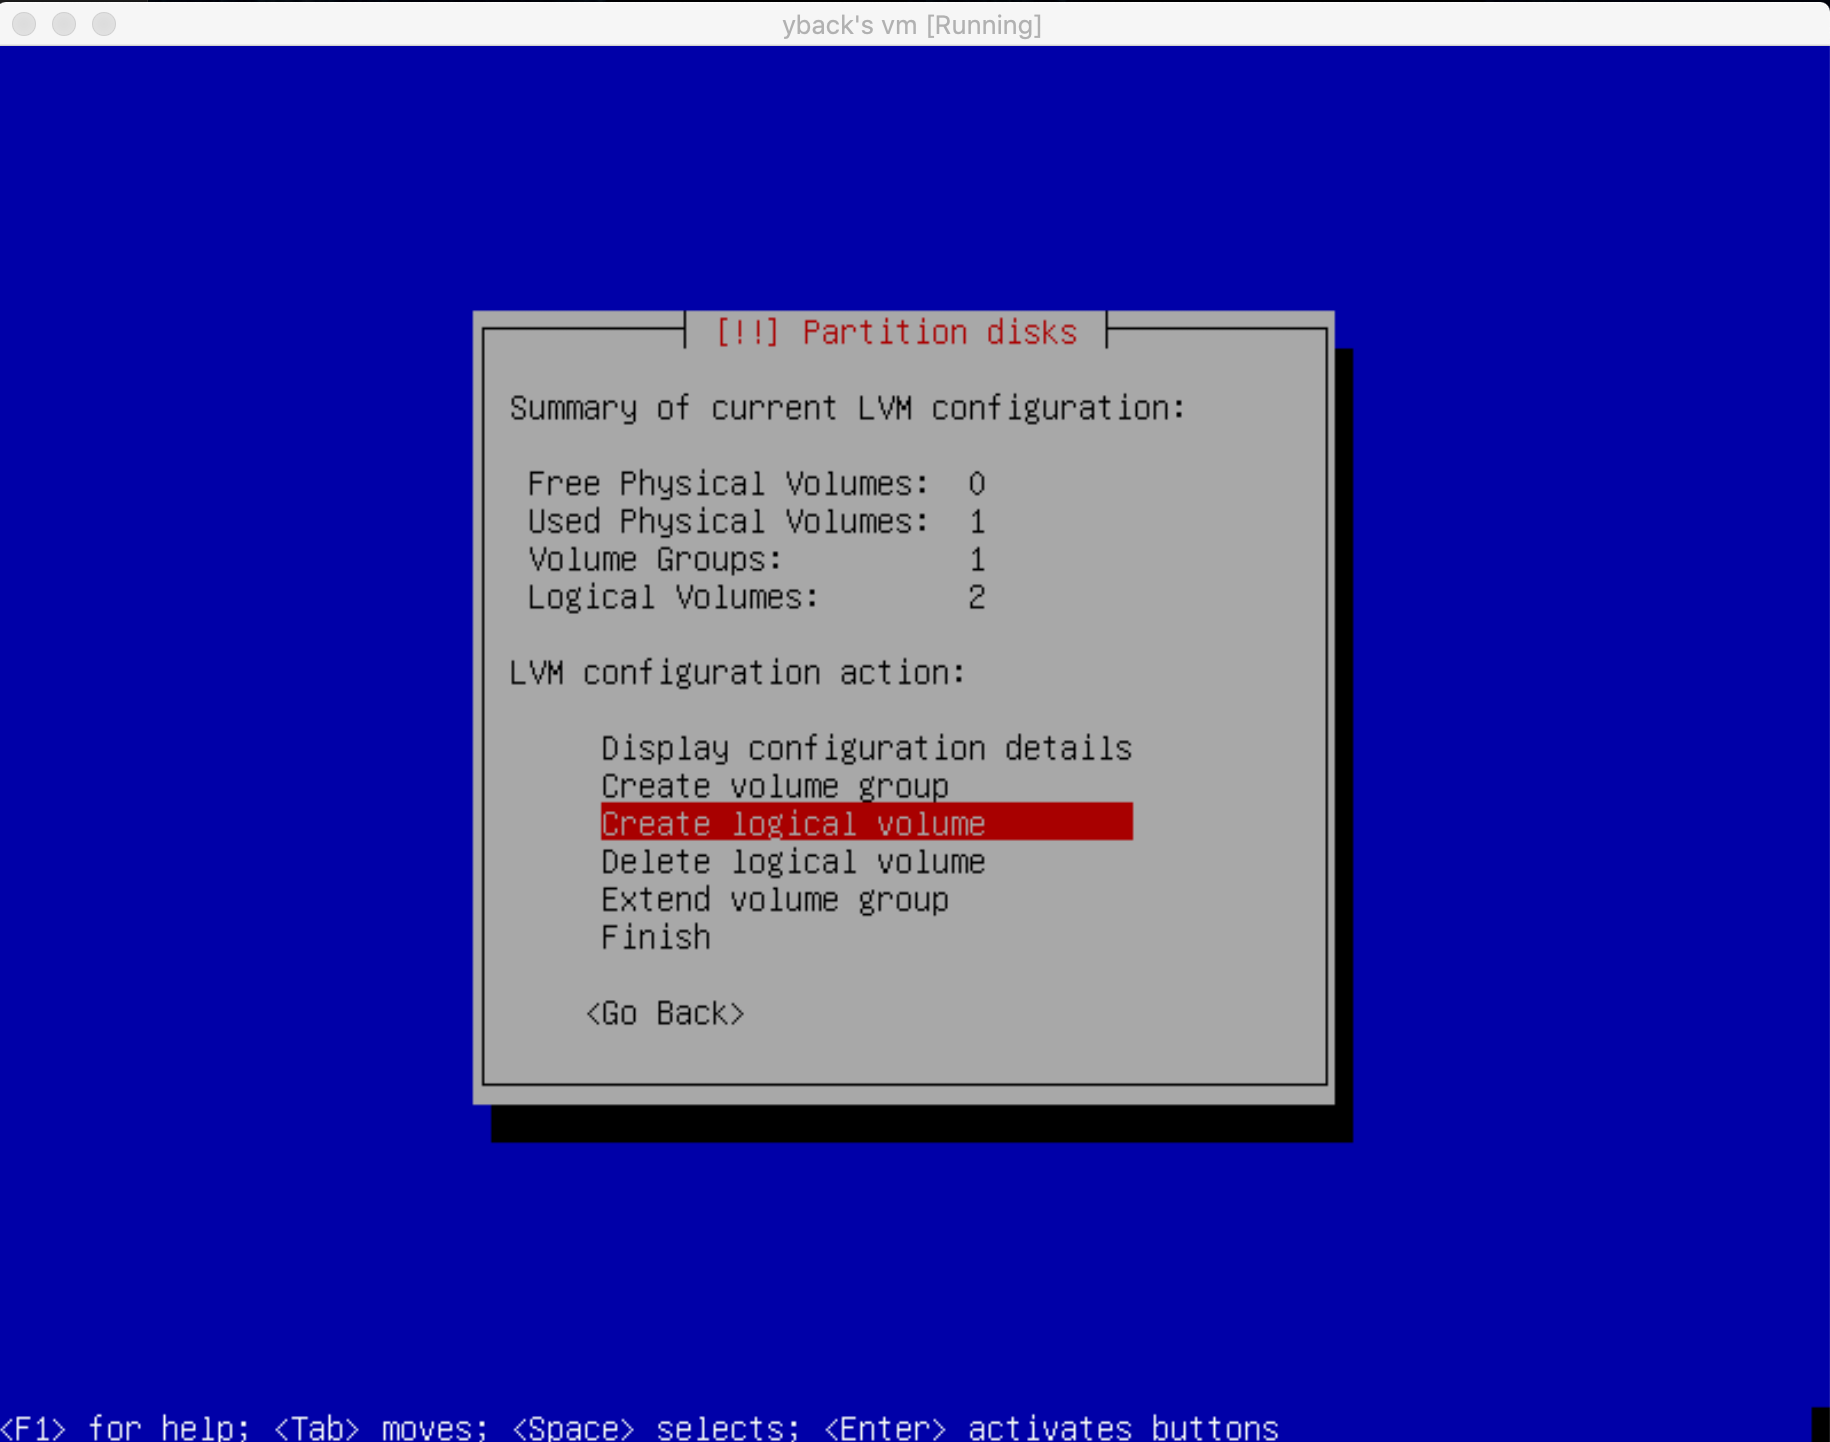 yback's vm [Running]
[!!] Partition disks
Summary of current LVM configuration:
Free Physical Volumes: 0
Used Physical Volumes: 1
Volume Groups: 1
Logical Volumes: 2
LVM configuration action:
Display configuration details
Create volume group
Create logical volume
Delete logical volume
Extend volume group
Finish
<Go Back>
<F1> for help; <Tab> moves; <Space> selects; <Enter> activates buttons